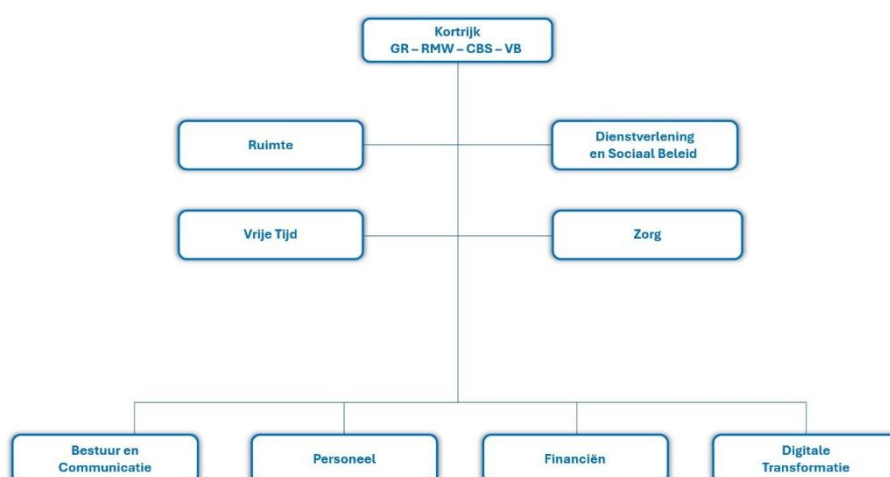 Kortrijk
GR – RMW – CBS – VB
Ruimte
Dienstverlening
en Sociaal Beleid
Vrije Tijd
Zorg
Bestuur en
Communicatie
Personeel
Financiën
Digitale
Transformatie